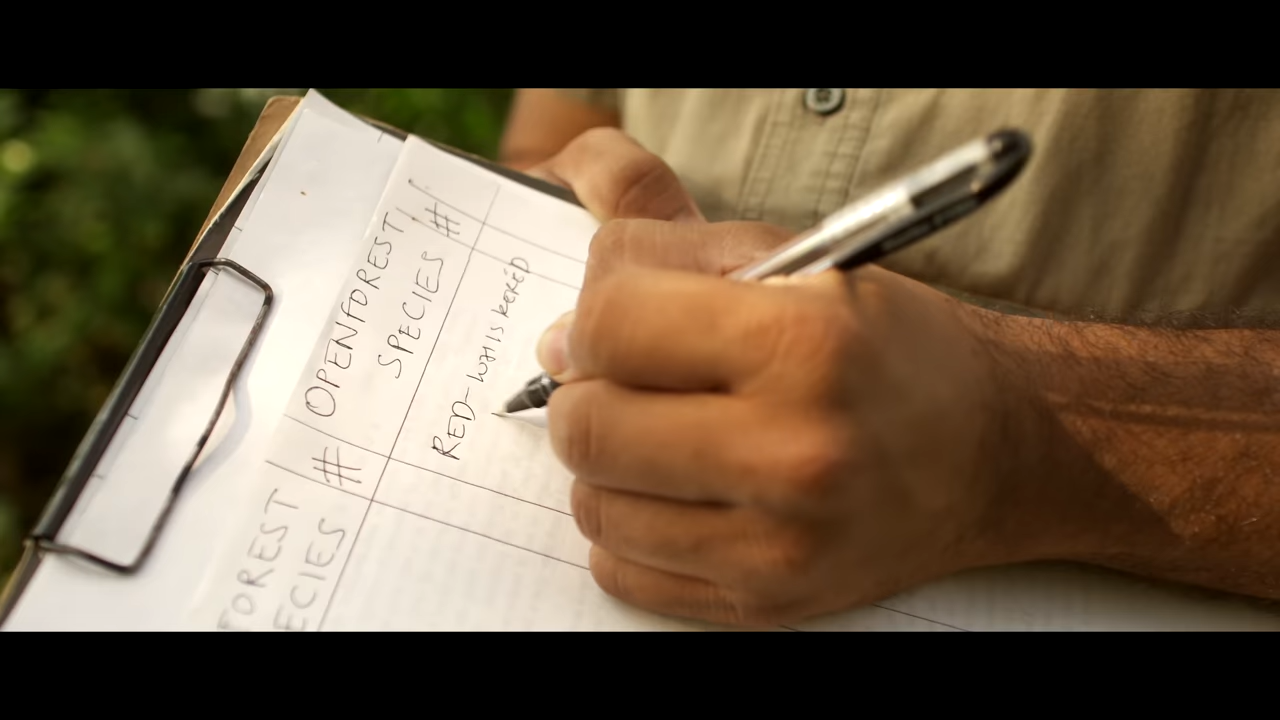 OPENFOREST
SPECIES
#
RED-WHISKERED
#
FOREST
ECIES